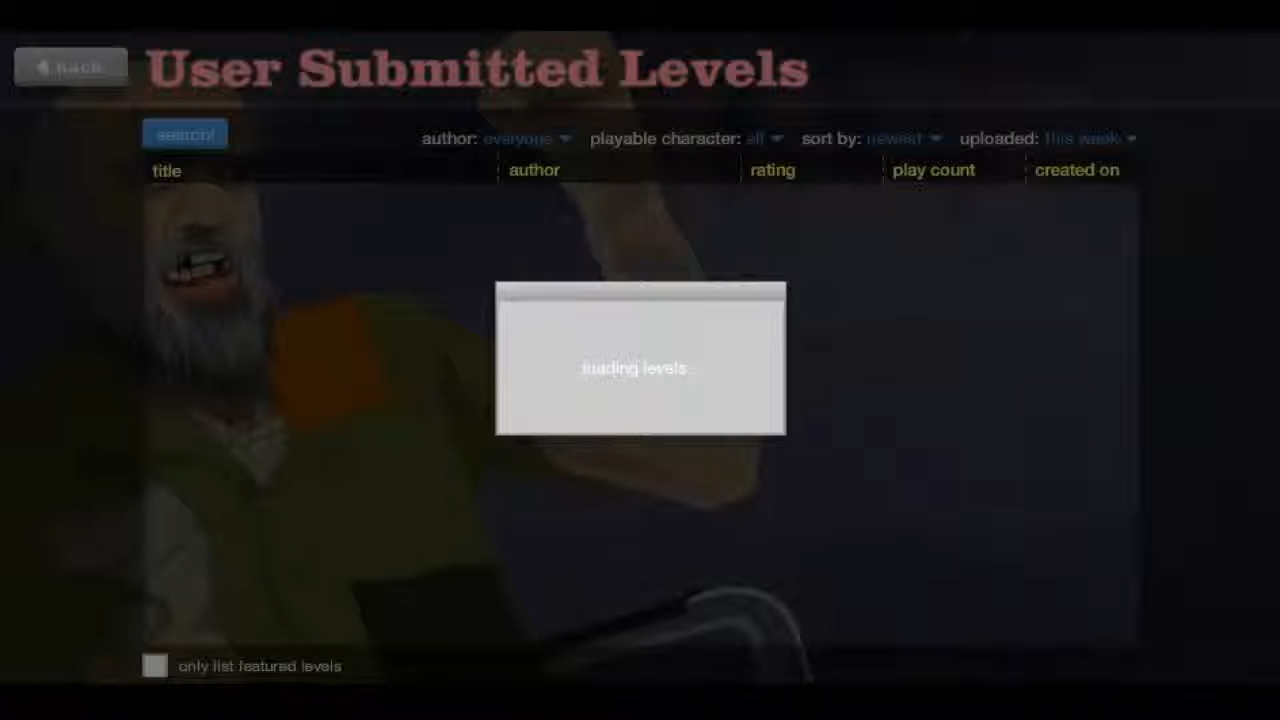 BACK
User Submitted Levels
search!
author: everyone playable character: all sort by: newest uploaded: this week
title author rating play count created on
loading levels...
only list featured levels